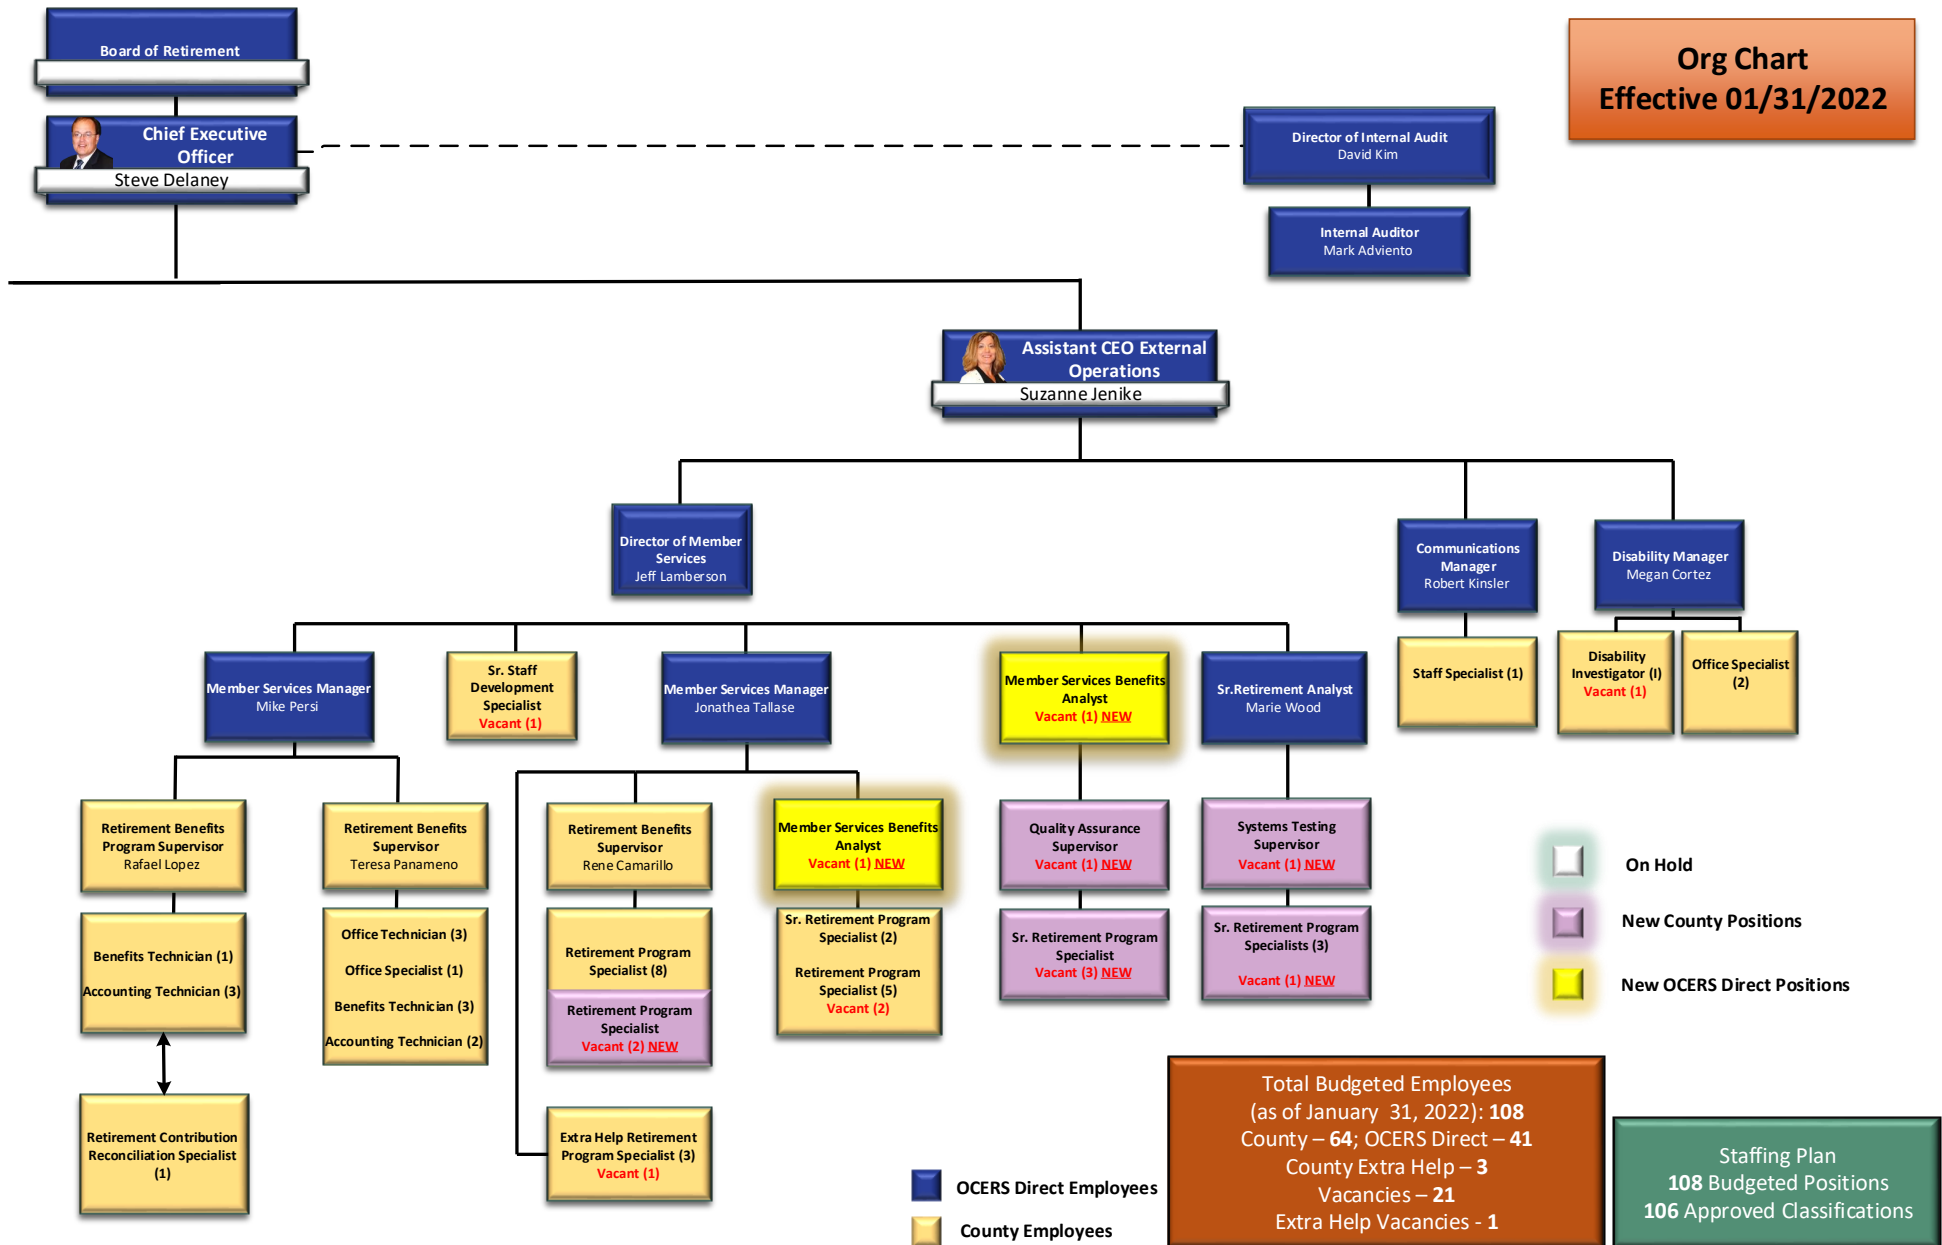 Board of Retirement
Org Chart
Effective 01/31/2022
Chief Executive
Officer
Steve Delaney
Director of Internal Audit
David Kim
Internal Auditor
Mark Adviento
Assistant CEO External
Operations
Suzanne Jenike
Director of Member
Services
Jeff Lamberson
Communications
Manager
Robert Kinsler
Disability Manager
Megan Cortez
Member Services Manager
Mike Persi
Sr. Staff
Development
Specialist
Vacant (1)
Member Services Manager
Jonathea Tallase
Member Services Benefits
Analyst
Vacant (1) NEW
Sr.Retirement Analyst
Marie Wood
Staff Specialist (1)
Disability
Investigator (I)
Vacant (1)
Office Specialist
(2)
Retirement Benefits
Program Supervisor
Rafael Lopez
Retirement Benefits
Supervisor
Teresa Panameno
Retirement Benefits
Supervisor
Rene Camarillo
Member Services Benefits
Analyst
Vacant (1) NEW
Quality Assurance
Supervisor
Vacant (1) NEW
Systems Testing
Supervisor
Vacant (1) NEW
Benefits Technician (1)
Accounting Technician (3)
Office Technician (3)
Office Specialist (1)
Benefits Technician (3)
Accounting Technician (2)
Retirement Program
Specialist (8)
Retirement Program
Specialist
Vacant (2) NEW
Sr. Retirement Program
Specialist (2)
Retirement Program
Specialist (5)
Vacant (2)
Sr. Retirement Program
Specialist
Vacant (3) NEW
Sr. Retirement Program
Specialists (3)
Vacant (1) NEW
Retirement Contribution
Reconciliation Specialist
(1)
Extra Help Retirement
Program Specialist (3)
Vacant (1)
On Hold
New County Positions
New OCERS Direct Positions
OCERS Direct Employees
County Employees
Total Budgeted Employees
(as of January 31, 2022): 108
County – 64; OCERS Direct – 41
County Extra Help – 3
Vacancies – 21
Extra Help Vacancies - 1
Staffing Plan
108 Budgeted Positions
106 Approved Classifications